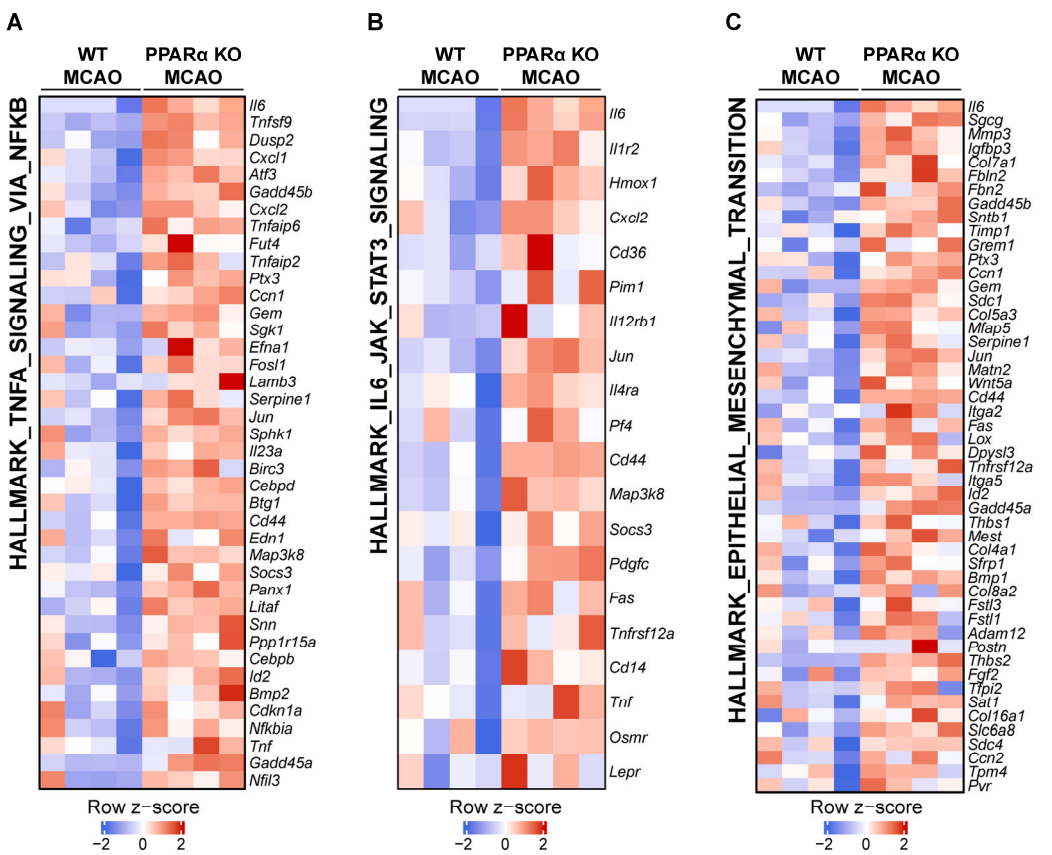 A
WT
MCAO
PPARα KO
MCAO
HALLMARK_TNFA_SIGNALING_VIA_NFKB
Il6
Tnfsf9
Dusp2
Cxcl1
Atf3
Gadd45b
Cxcl2
Tnfaip6
Fut4
Tnfaip2
Ptx3
Ccn1
Gem
Sgk1
Efna1
Fosl1
Lamb3
Serpine1
Jun
Sphk1
Il23a
Birc3
Cebpd
Btg1
Cd44
Edn1
Map3k8
Socs3
Panx1
Litaf
Snn
Ppp1r15a
Cebpb
Id2
Bmp2
Cdkn1a
Nfkbia
Tnf
Gadd45a
Nfil3
Row z−score
−2 0 2
B
WT
MCAO
PPARα KO
MCAO
HALLMARK_IL6_JAK_STAT3_SIGNALING
Il6
Il1r2
Hmox1
Cxcl2
Cd36
Pim1
Il12rb1
Jun
Il4ra
Pf4
Cd44
Map3k8
Socs3
Pdgfc
Fas
Tnfrsf12a
Cd14
Tnf
Osmr
Lepr
Row z−score
−2 0 2
C
WT
MCAO
PPARα KO
MCAO
HALLMARK_EPITHELIAL_MESENCHYMAL_TRANSITION
Il6
Sgcg
Mmp3
Igfbp3
Col7a1
Fbln2
Fbn2
Gadd45b
Sntb1
Timp1
Grem1
Ptx3
Ccn1
Gem
Sdc1
Col5a3
Mfap5
Serpine1
Jun
Matn2
Wnt5a
Cd44
Itga2
Fas
Lox
Dpysl3
Tnfrsf12a
Itga5
Id2
Gadd45a
Thbs1
Mest
Col4a1
Sfrp1
Bmp1
Col8a2
Fstl3
Fstl1
Adam12
Postn
Thbs2
Fgf2
Tfpi2
Sat1
Col16a1
Slc6a8
Sdc4
Ccn2
Tpm4
Pvr
Row z−score
−2 0 2